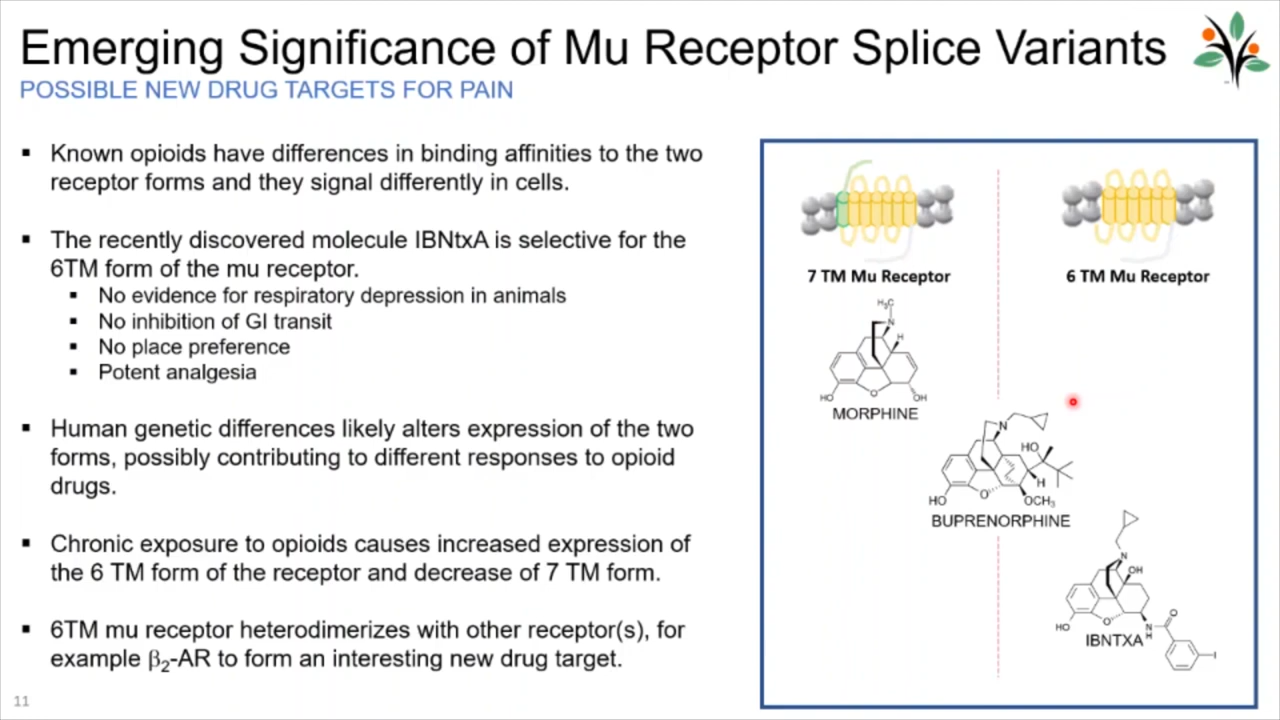 Emerging Significance of Mu Receptor Splice Variants
POSSIBLE NEW DRUG TARGETS FOR PAIN
▪ Known opioids have differences in binding affinities to the two
receptor forms and they signal differently in cells.
▪ The recently discovered molecule IBNtxA is selective for the
6TM form of the mu receptor.
▪ No evidence for respiratory depression in animals
▪ No inhibition of GI transit
▪ No place preference
▪ Potent analgesia
▪ Human genetic differences likely alters expression of the two
forms, possibly contributing to different responses to opioid
drugs.
▪ Chronic exposure to opioids causes increased expression of
the 6 TM form of the receptor and decrease of 7 TM form.
▪ 6TM mu receptor heterodimerizes with other receptor(s), for
example β₂-AR to form an interesting new drug target.
11
7 TM Mu Receptor
6 TM Mu Receptor
H₃C
N
H
HO
O
OH
MORPHINE
N
HO
H
HO
O
OCH₃
BUPRENORPHINE
N
OH
O
HO
O
N
H
I
IBNTXA